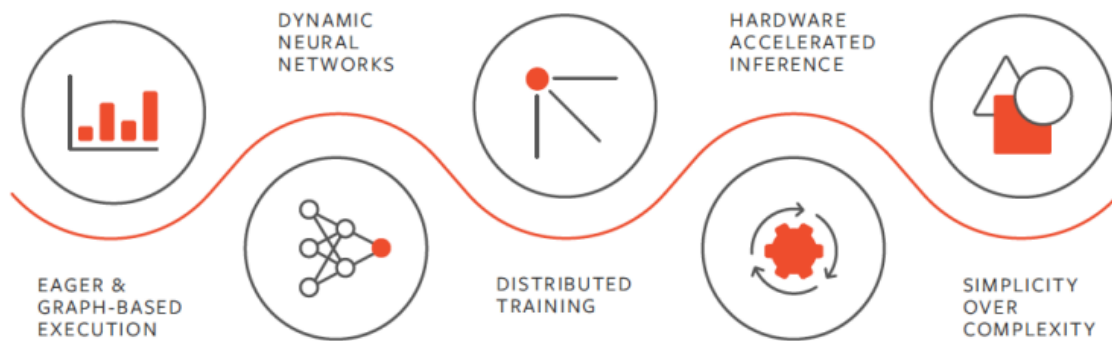 EAGER &
GRAPH-BASED
EXECUTION
DYNAMIC
NEURAL
NETWORKS
DISTRIBUTED
TRAINING
HARDWARE
ACCELERATED
INFERENCE
SIMPLICITY
OVER
COMPLEXITY